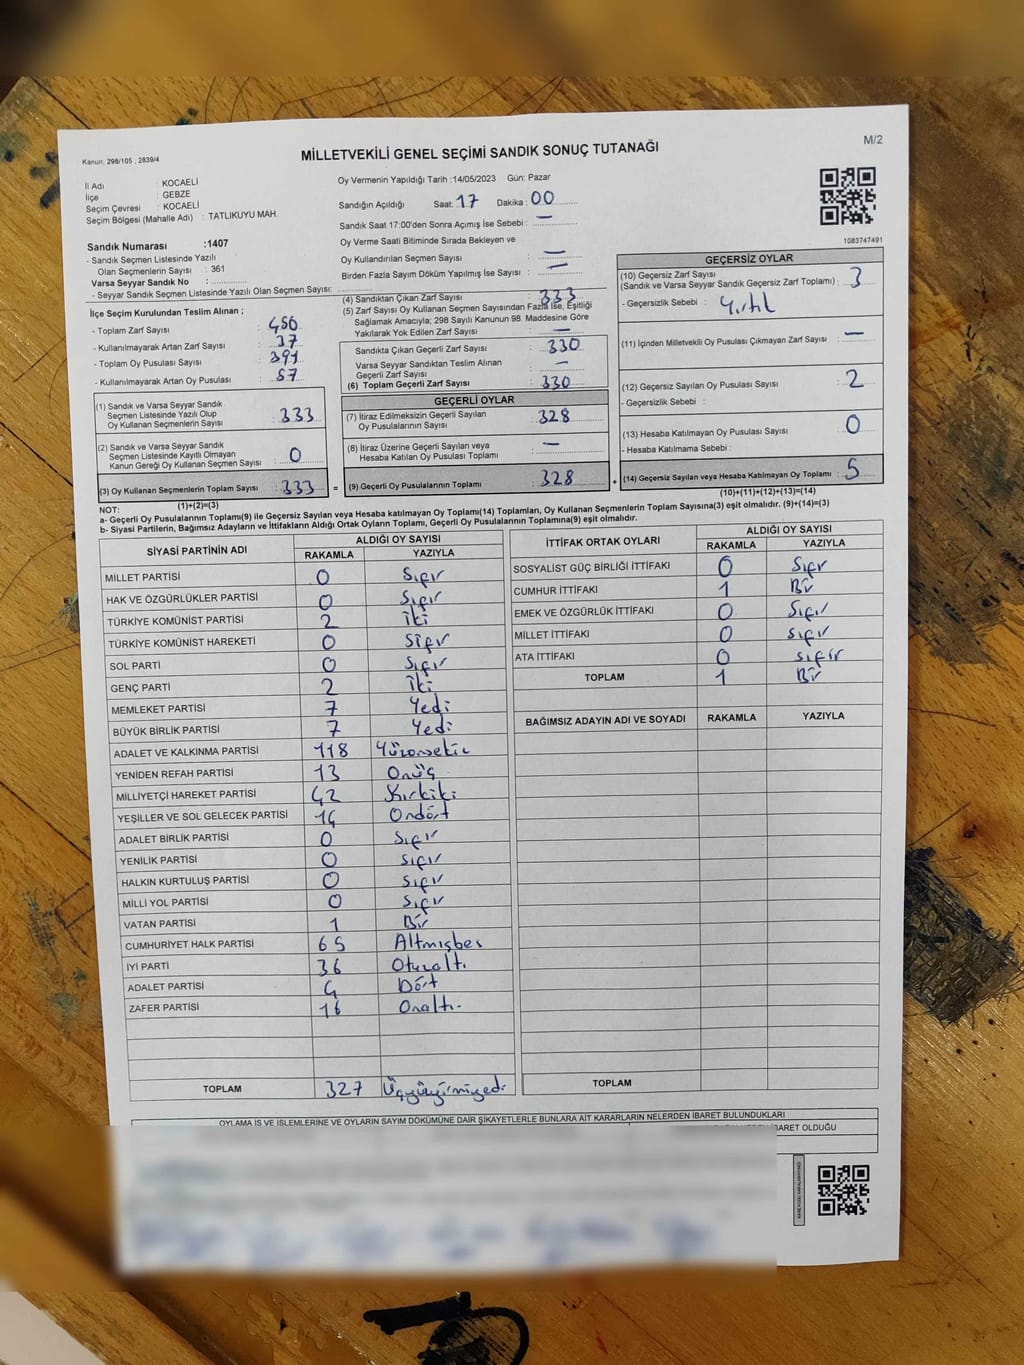 M/2
Kanun: 298/105 , 2839/4
MİLLETVEKİLİ GENEL SEÇİMİ SANDIK SONUÇ TUTANAĞI
İl Adı : KOCAELİ
İlçe : GEBZE
Seçim Çevresi : KOCAELİ
Seçim Bölgesi (Mahalle Adı) : TATLIKUYU MAH.
Oy Vermenin Yapıldığı Tarih :14/05/2023 Gün: Pazar
Sandığın Açıldığı Saat: 17 Dakika : 00
Sandık Saat 17:00'den Sonra Açılmış İse Sebebi : —
Oy Verme Saati Bitiminde Sırada Bekleyen ve
Oy Kullandırılan Seçmen Sayısı : —
Birden Fazla Sayım Döküm Yapılmış İse Sayısı : —
1083747491
Sandık Numarası :1407
- Sandık Seçmen Listesinde Yazılı
Olan Seçmenlerin Sayısı : 361
Varsa Seyyar Sandık No :
- Seyyar Sandık Seçmen Listesinde Yazılı Olan Seçmen Sayısı:
İlçe Seçim Kurulundan Teslim Alınan ;
- Toplam Zarf Sayısı : 456
- Kullanılmayarak Artan Zarf Sayısı : 37
- Toplam Oy Pusulası Sayısı : 391
- Kullanılmayarak Artan Oy Pusulası : 57
(1) Sandık ve Varsa Seyyar Sandık
Seçmen Listesinde Yazılı Olup
Oy Kullanan Seçmenlerin Sayısı : 333
(2) Sandık ve Varsa Seyyar Sandık
Seçmen Listesinde Kayıtlı Olmayan
Kanun Gereği Oy Kullanan Seçmen Sayısı : 0
(3) Oy Kullanan Seçmenlerin Toplam Sayısı : 333
(1)+(2)=(3)
(4) Sandıktan Çıkan Zarf Sayısı : 333
(5) Zarf Sayısı Oy Kullanan Seçmen Sayısından Fazla İse, Eşitliği
Sağlamak Amacıyla; 298 Sayılı Kanunun 98. Maddesine Göre
Yakılarak Yok Edilen Zarf Sayısı : —
Sandıkta Çıkan Geçerli Zarf Sayısı : 330
Varsa Seyyar Sandıktan Teslim Alınan
Geçerli Zarf Sayısı : —
(6) Toplam Geçerli Zarf Sayısı : 330
GEÇERLİ OYLAR
(7) İtiraz Edilmeksizin Geçerli Sayılan
Oy Pusulalarının Sayısı : 328
(8) İtiraz Üzerine Geçerli Sayılan veya
Hesaba Katılan Oy Pusulası Toplamı : —
= (9) Geçerli Oy Pusulalarının Toplamı : 328
GEÇERSİZ OYLAR
(10) Geçersiz Zarf Sayısı
(Sandık ve Varsa Seyyar Sandık Geçersiz Zarf Toplamı) : 3
- Geçersizlik Sebebi : Yırtık
(11) İçinden Milletvekili Oy Pusulası Çıkmayan Zarf Sayısı : —
(12) Geçersiz Sayılan Oy Pusulası Sayısı : 2
- Geçersizlik Sebebi :
(13) Hesaba Katılmayan Oy Pusulası Sayısı : 0
- Hesaba Katılmama Sebebi :
+ (14) Geçersiz Sayılan veya Hesaba Katılmayan Oy Toplamı : 5
(10)+(11)+(12)+(13)=(14)
NOT:
a- Geçerli Oy Pusulalarının Toplamı(9) ile Geçersiz Sayılan veya Hesaba katılmayan Oy Toplamı(14) Toplamları, Oy Kullanan Seçmenlerin Toplam Sayısına(3) eşit olmalıdır. (9)+(14)=(3)
b- Siyasi Partilerin, Bağımsız Adayların ve İttifakların Aldığı Ortak Oyların Toplamı, Geçerli Oy Pusulalarının Toplamına(9) eşit olmalıdır.
SİYASİ PARTİNİN ADI ALDIĞI OY SAYISI
RAKAMLA YAZIYLA
MİLLET PARTİSİ 0 Sıfır
HAK VE ÖZGÜRLÜKLER PARTİSİ 0 Sıfır
TÜRKİYE KOMÜNİST PARTİSİ 2 İki
TÜRKİYE KOMÜNİST HAREKETİ 0 Sıfır
SOL PARTİ 0 Sıfır
GENÇ PARTİ 2 İki
MEMLEKET PARTİSİ 7 Yedi
BÜYÜK BİRLİK PARTİSİ 7 Yedi
ADALET VE KALKINMA PARTİSİ 118 Yüzonsekiz
YENİDEN REFAH PARTİSİ 13 Onüç
MİLLİYETÇİ HAREKET PARTİSİ 42 Kırkiki
YEŞİLLER VE SOL GELECEK PARTİSİ 14 Ondört
ADALET BİRLİK PARTİSİ 0 Sıfır
YENİLİK PARTİSİ 0 Sıfır
HALKIN KURTULUŞ PARTİSİ 0 Sıfır
MİLLİ YOL PARTİSİ 0 Sıfır
VATAN PARTİSİ 1 Bir
CUMHURİYET HALK PARTİSİ 65 Altmışbeş
İYİ PARTİ 36 Otuzaltı
ADALET PARTİSİ 4 Dört
ZAFER PARTİSİ 16 Onaltı
TOPLAM 327 Üçyüzyirmiyedi
İTTİFAK ORTAK OYLARI ALDIĞI OY SAYISI
RAKAMLA YAZIYLA
SOSYALİST GÜÇ BİRLİĞİ İTTİFAKI 0 Sıfır
CUMHUR İTTİFAKI 1 Bir
EMEK VE ÖZGÜRLÜK İTTİFAKI 0 Sıfır
MİLLET İTTİFAKI 0 Sıfır
ATA İTTİFAKI 0 sıfır
TOPLAM 1 Bir
BAĞIMSIZ ADAYIN ADI VE SOYADI RAKAMLA YAZIYLA
TOPLAM
OYLAMA İŞ VE İŞLEMLERİNE VE OYLARIN SAYIM DÖKÜMÜNE DAİR ŞİKAYETLERLE BUNLARA AİT KARARLARIN NELERDEN İBARET BULUNDUKLARI
İBARET OLDUĞU